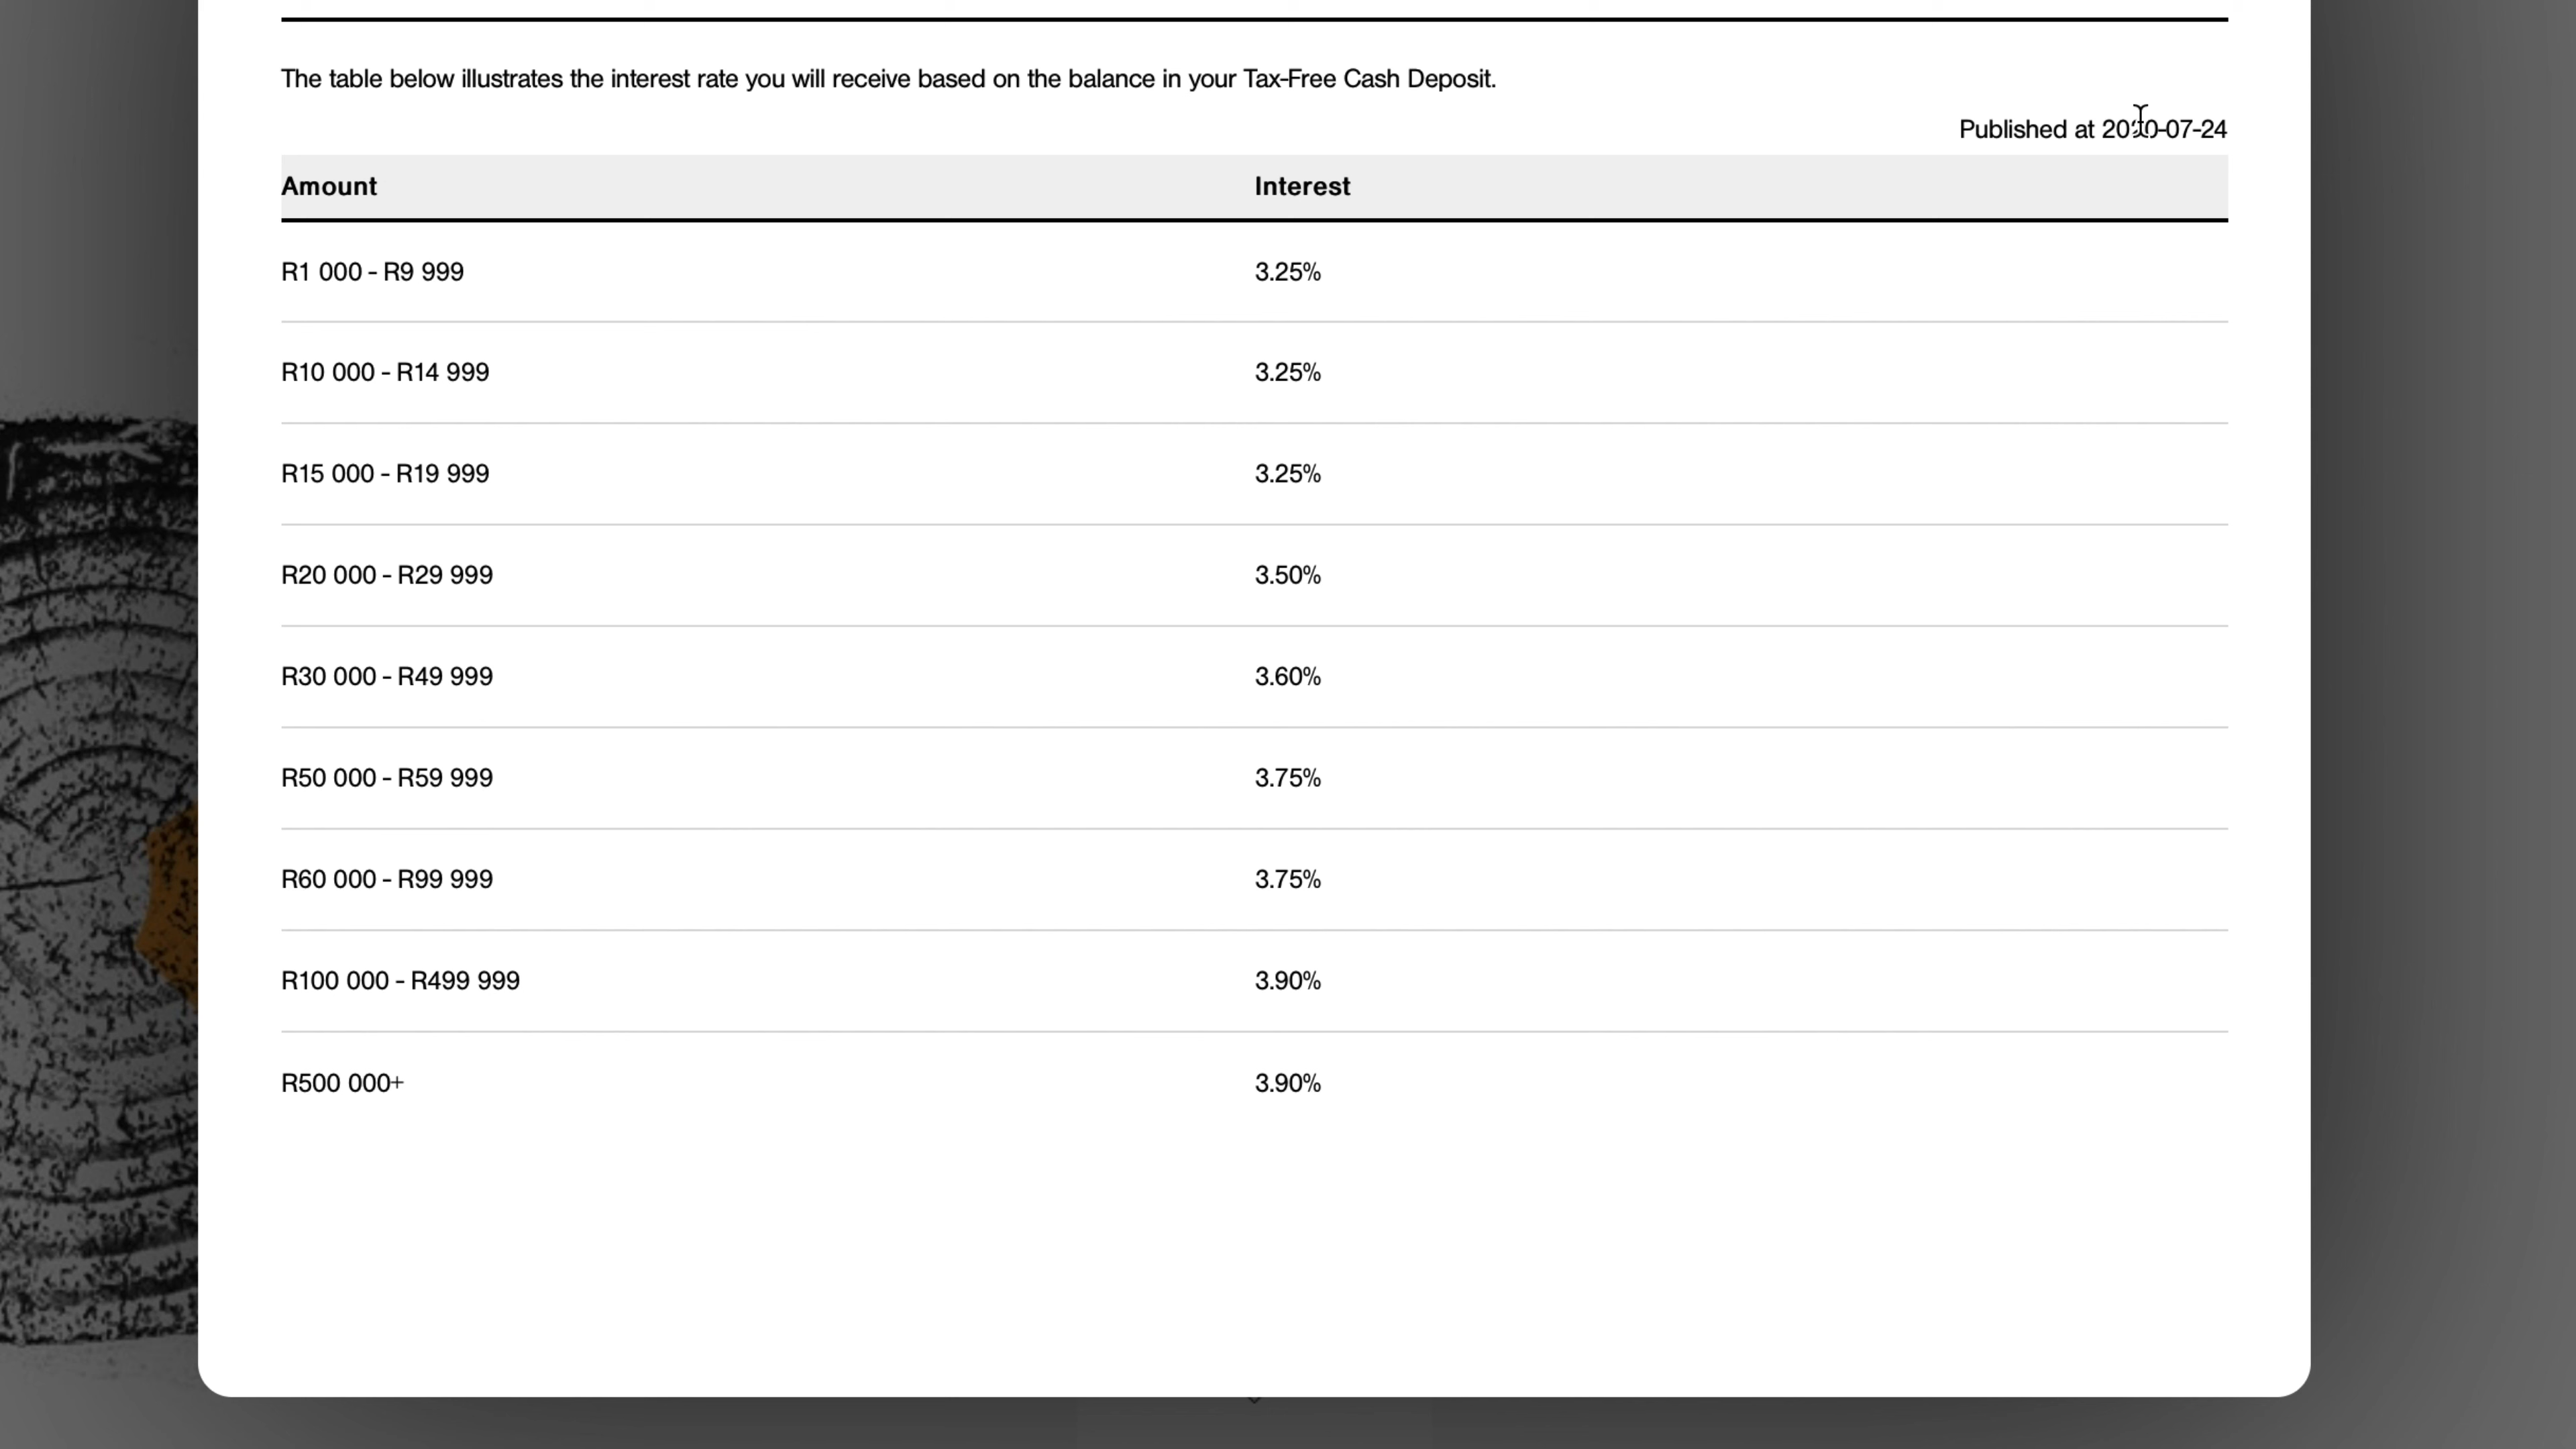 The table below illustrates the interest rate you will receive based on the balance in your Tax-Free Cash Deposit.
Published at 2020-07-24
Amount Interest
R1 000 - R9 999 3.25%
R10 000 - R14 999 3.25%
R15 000 - R19 999 3.25%
R20 000 - R29 999 3.50%
R30 000 - R49 999 3.60%
R50 000 - R59 999 3.75%
R60 000 - R99 999 3.75%
R100 000 - R499 999 3.90%
R500 000+ 3.90%